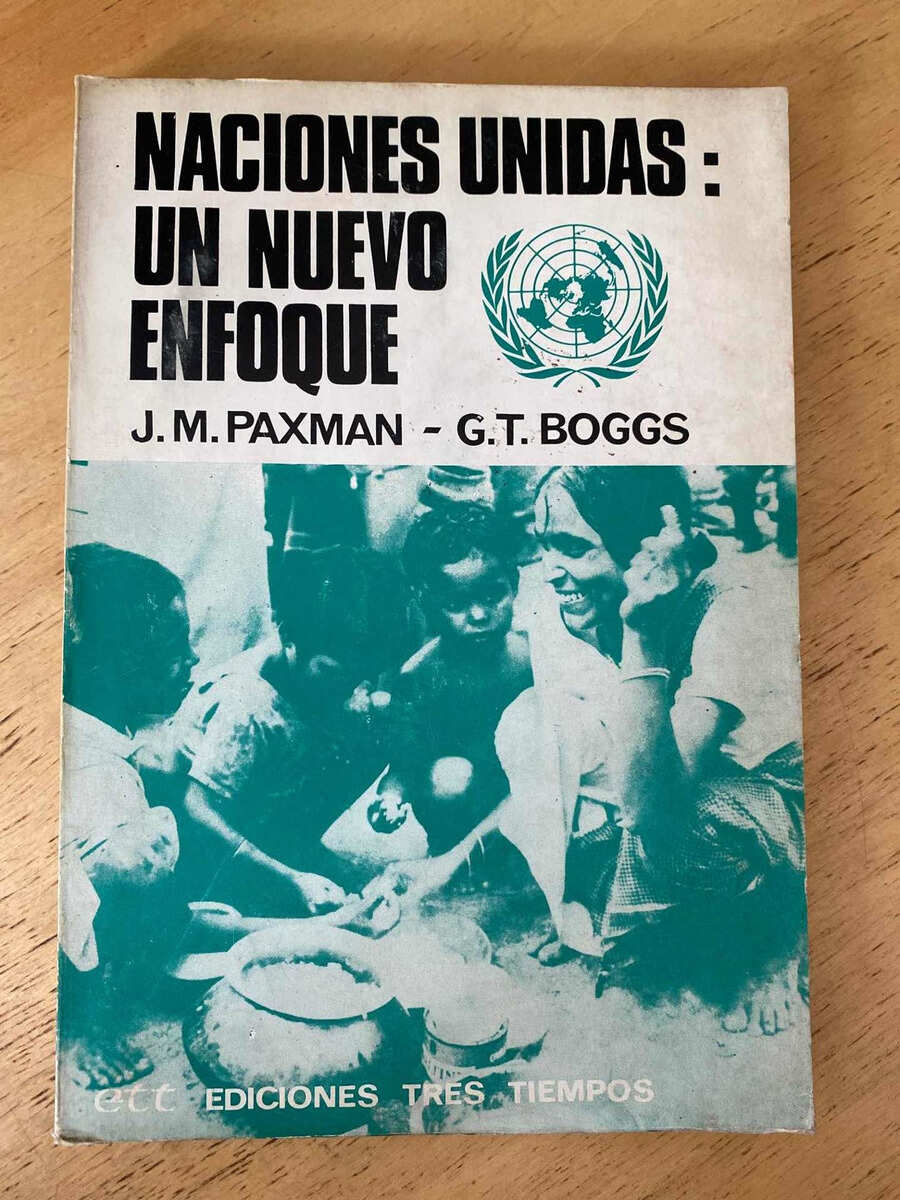 NACIONES UNIDAS:
UN NUEVO
ENFOQUE
J.M. PAXMAN - G.T. BOGGS
ett EDICIONES TRES TIEMPOS